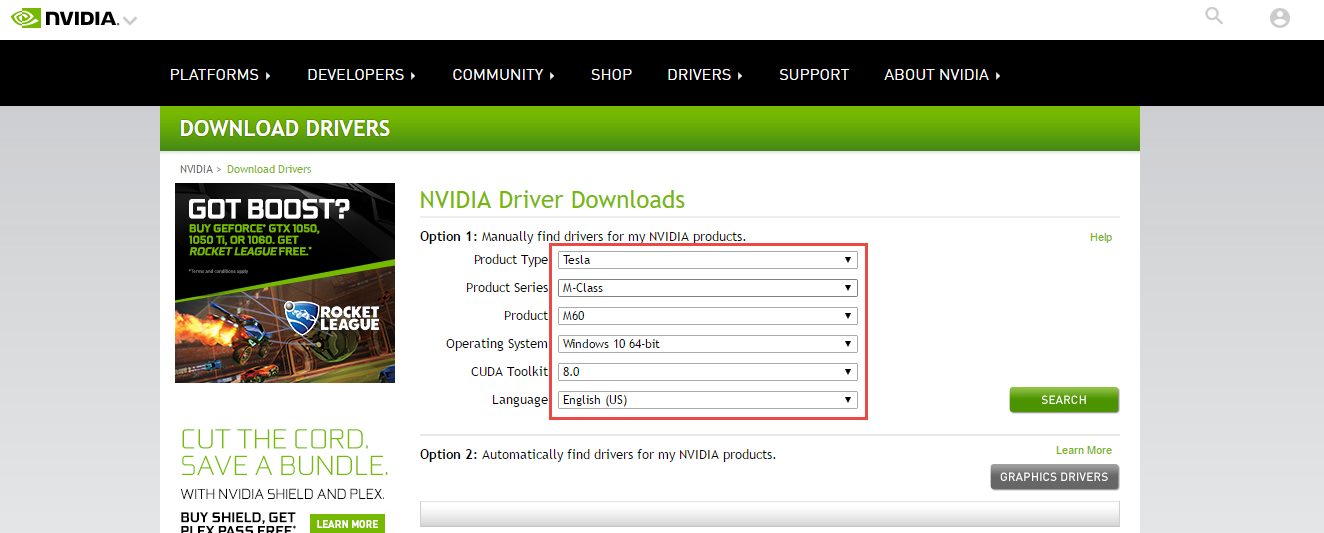 NVIDIA.
PLATFORMS DEVELOPERS COMMUNITY SHOP DRIVERS SUPPORT ABOUT NVIDIA
DOWNLOAD DRIVERS
NVIDIA > Download Drivers
GOT BOOST?
BUY GEFORCE® GTX 1050,
1050 TI, OR 1060. GET
ROCKET LEAGUE FREE.*
*Terms and conditions apply
ROCKET
LEAGUE
CUT THE CORD.
SAVE A BUNDLE.
WITH NVIDIA SHIELD AND PLEX.
BUY SHIELD, GET
PLEX PASS FREE*
LEARN MORE
NVIDIA Driver Downloads
Option 1: Manually find drivers for my NVIDIA products.
Help
Product Type Tesla
Product Series M-Class
Product M60
Operating System Windows 10 64-bit
CUDA Toolkit 8.0
Language English (US)
SEARCH
Option 2: Automatically find drivers for my NVIDIA products.
Learn More
GRAPHICS DRIVERS